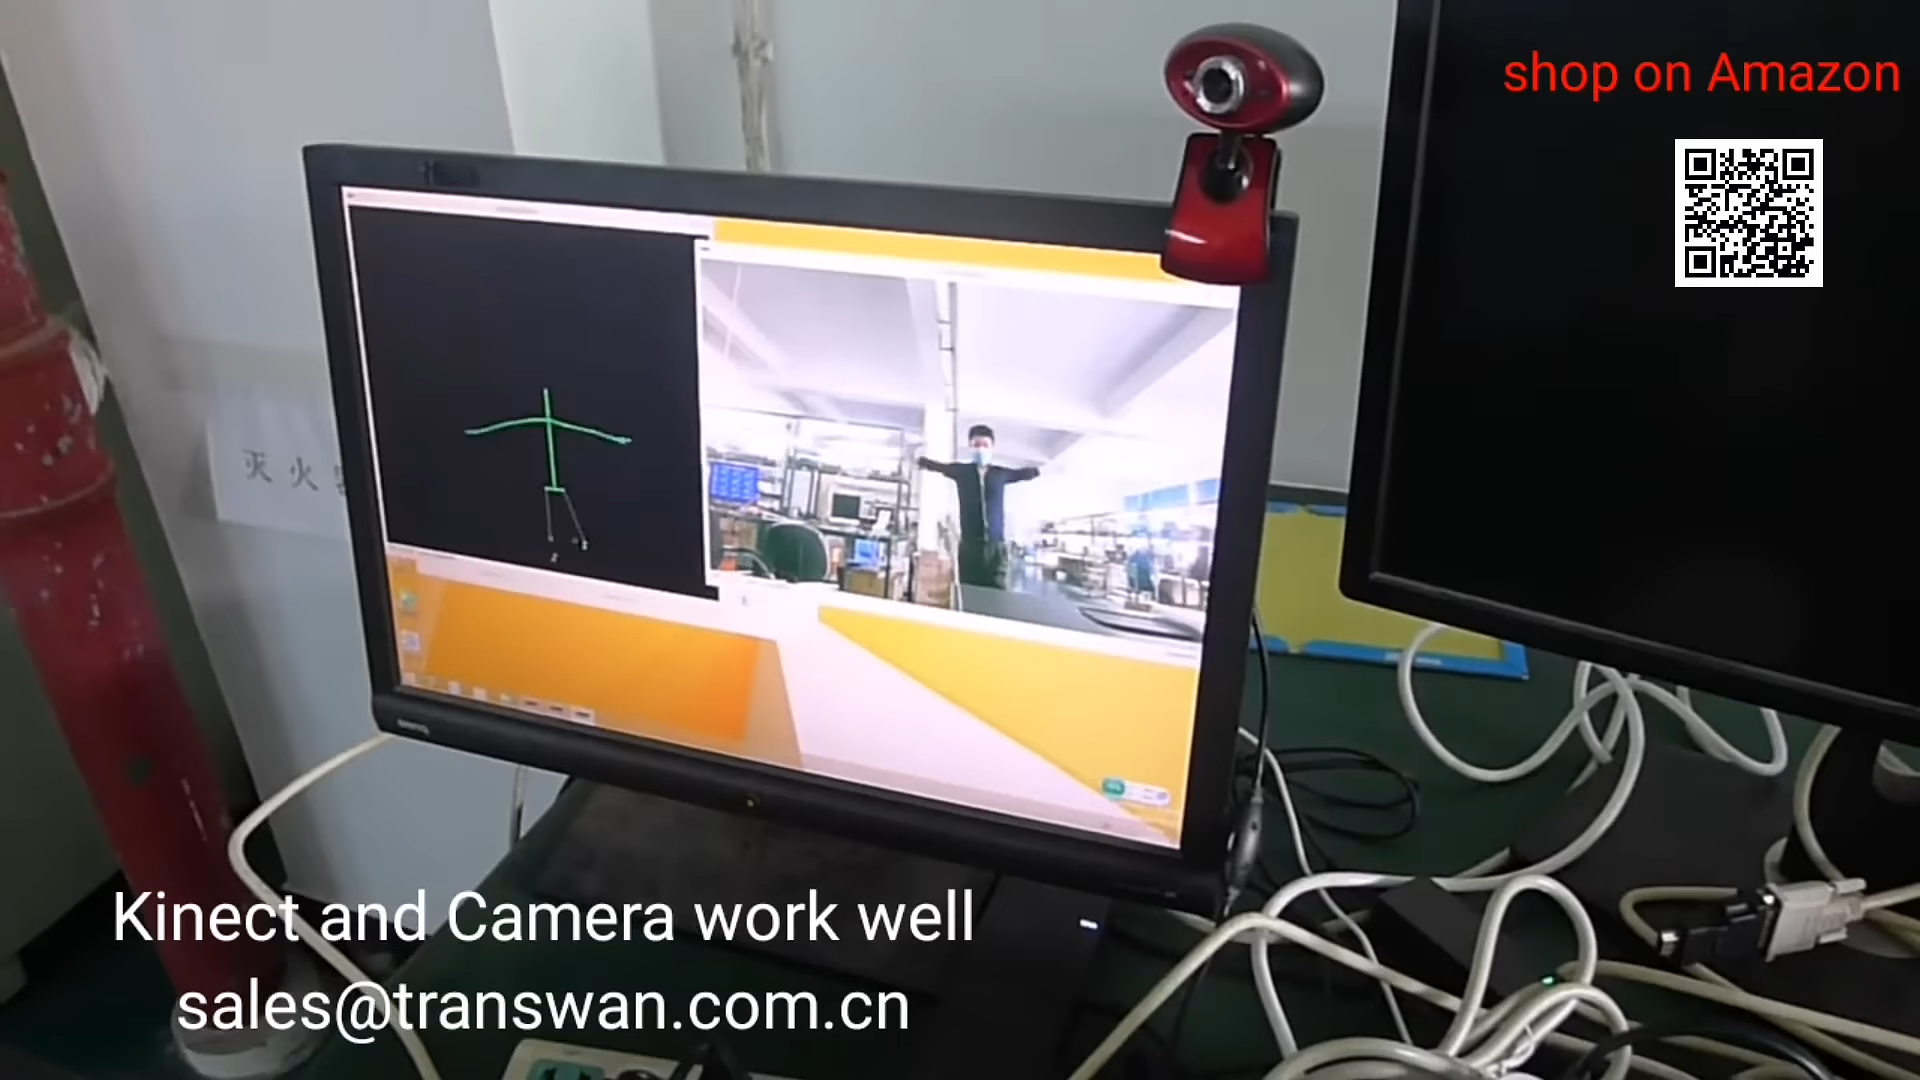 shop on Amazon
灭火
Kinect and Camera work well
sales@transwan.com.cn